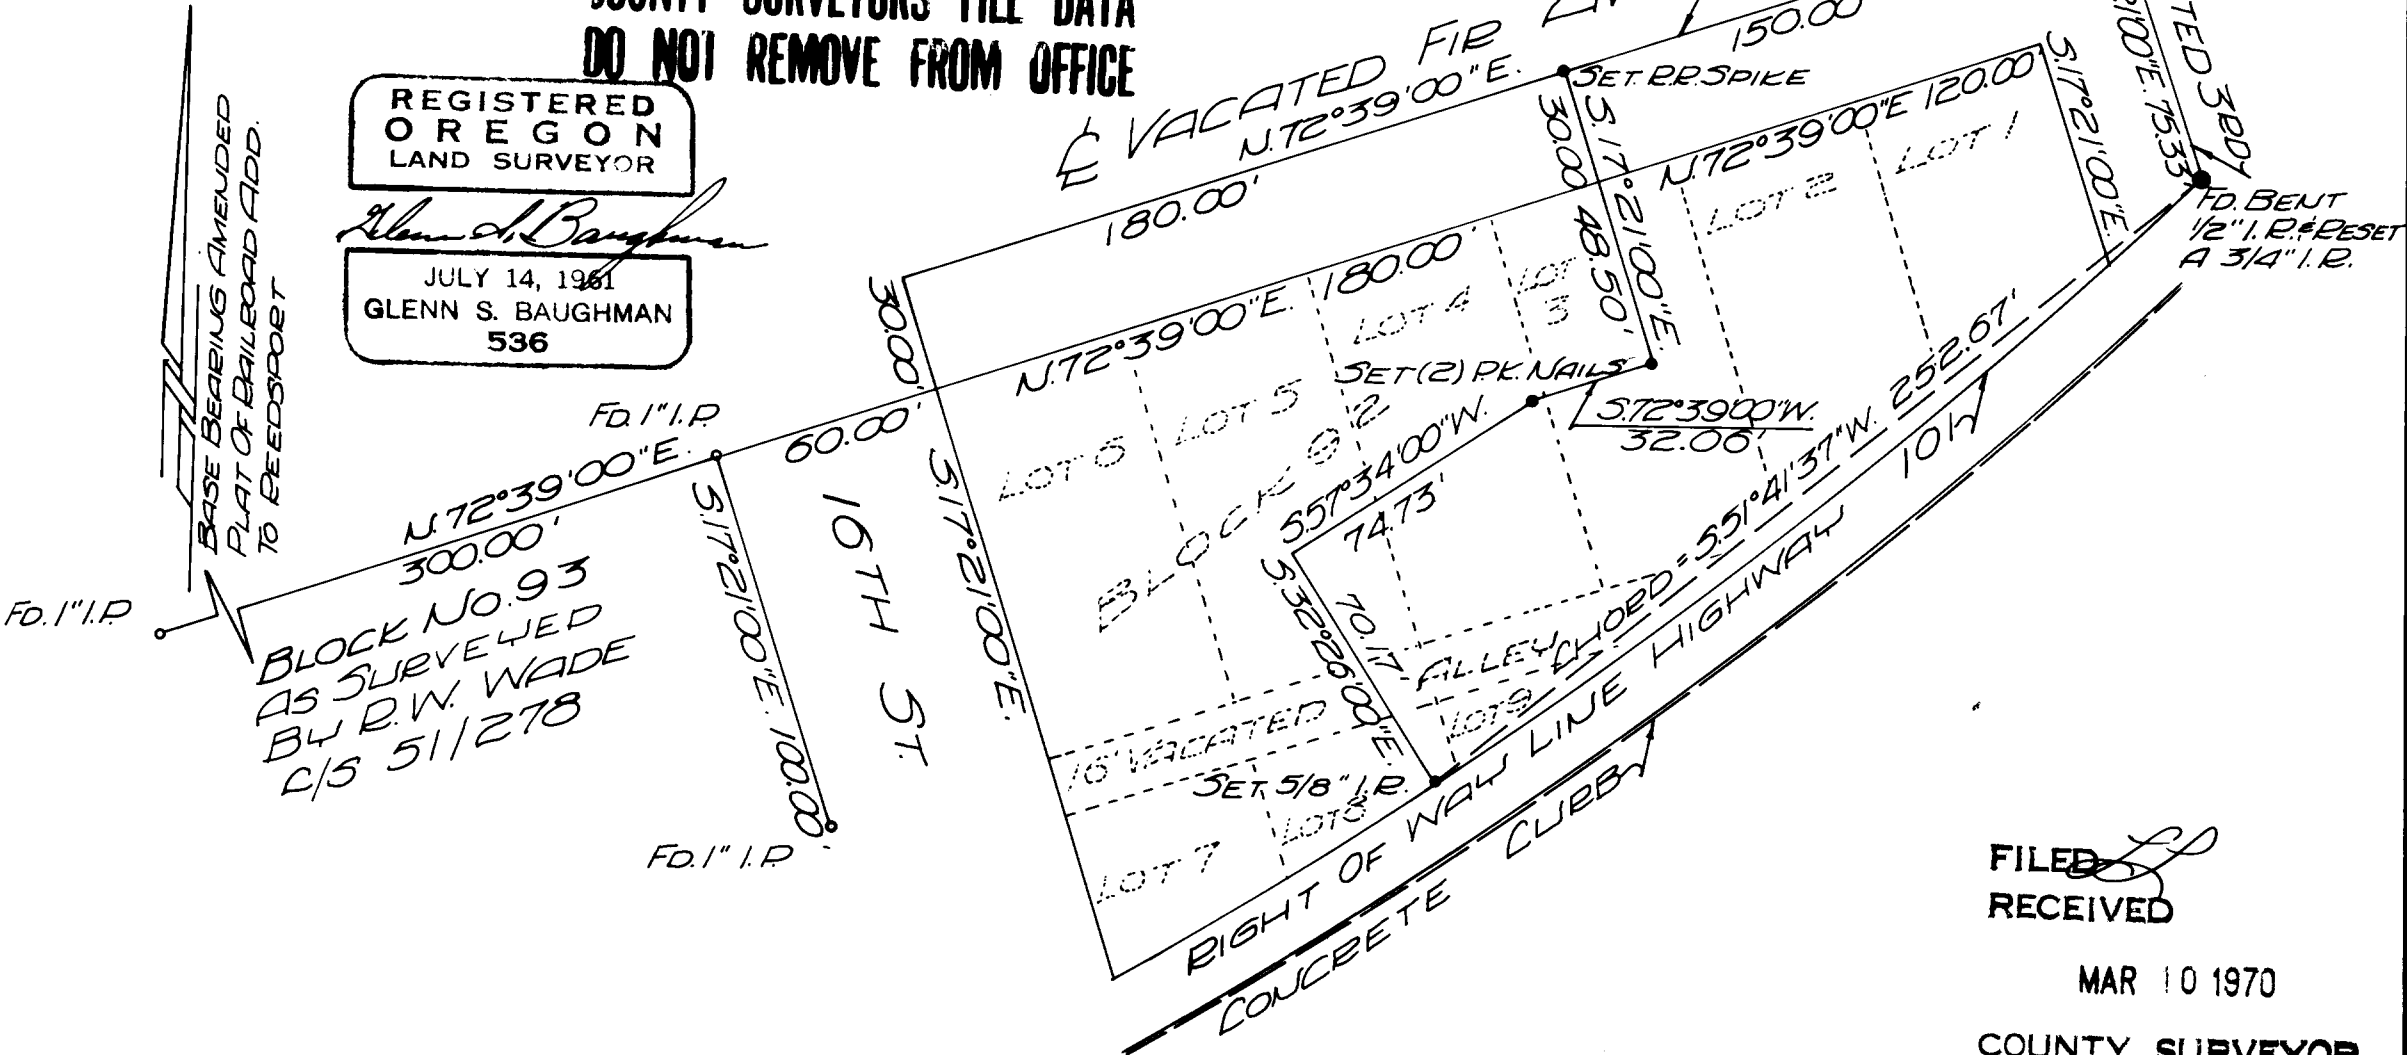 COUNTY SURVEYORS FILE DATA
DO NOT REMOVE FROM OFFICE
REGISTERED
OREGON
LAND SURVEYOR
Glenn S. Baughman
JULY 14, 1961
GLENN S. BAUGHMAN
536
BASE BEARING AMENDED
PLAT OF RAILROAD ADD.
TO REEDSPORT
℄ VACATED FIR
N.72°39'00"E.
180.00'
150.00'
SET R.R. SPIKE
30.00
48.50'
S.17°21'00"E.
N.72°39'00"E 120.00'
LOT 1
LOT 2
S.17°21'00"E.
75.33
FD. BENT
1/2" I.P. & RESET
A 3/4" I.P.
30.00'
N.72°39'00"E. 180.00'
LOT 3
LOT 4
LOT 5
LOT 6
BLOCK 92
SET (2) P.K. NAILS
S.72°39'00"W.
32.06'
S.57°34'00"W.
74.73'
S.32°26'00"E.
70.17
FD. 1" I.P.
60.00'
N.72°39'00"E.
300.00'
FD. 1" I.P.
BLOCK NO. 93
AS SURVEYED
BY R.W. WADE
C/S 51/278
S.17°21'00"E. 100.00'
FD. 1" I.P.
16TH ST.
S.17°21'00"E.
16' VACATED ALLEY
CHORD = S.51°41'37"W. 252.67'
LOT 9
SET 5/8" I.P.
LOT 8
LOT 7
RIGHT OF WAY LINE HIGHWAY 101
CONCRETE CURB
FILED
RECEIVED
MAR 10 1970
COUNTY SURVEYOR